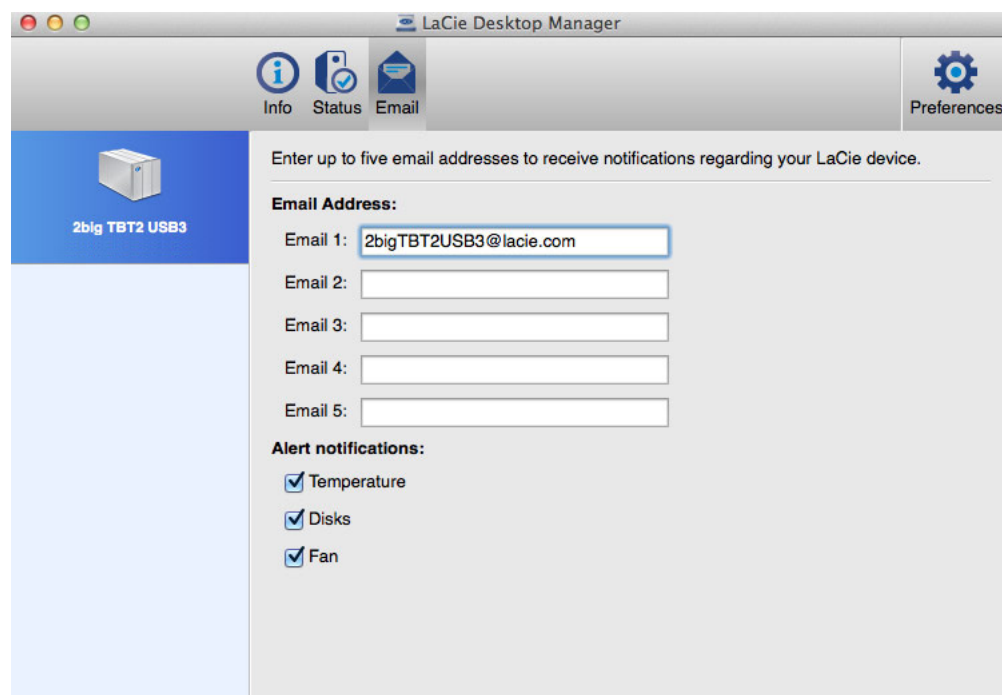 LaCie Desktop Manager
Info Status Email Preferences
2big TBT2 USB3
Enter up to five email addresses to receive notifications regarding your LaCie device.
Email Address:
Email 1: 2bigTBT2USB3@lacie.com
Email 2:
Email 3:
Email 4:
Email 5:
Alert notifications:
Temperature
Disks
Fan